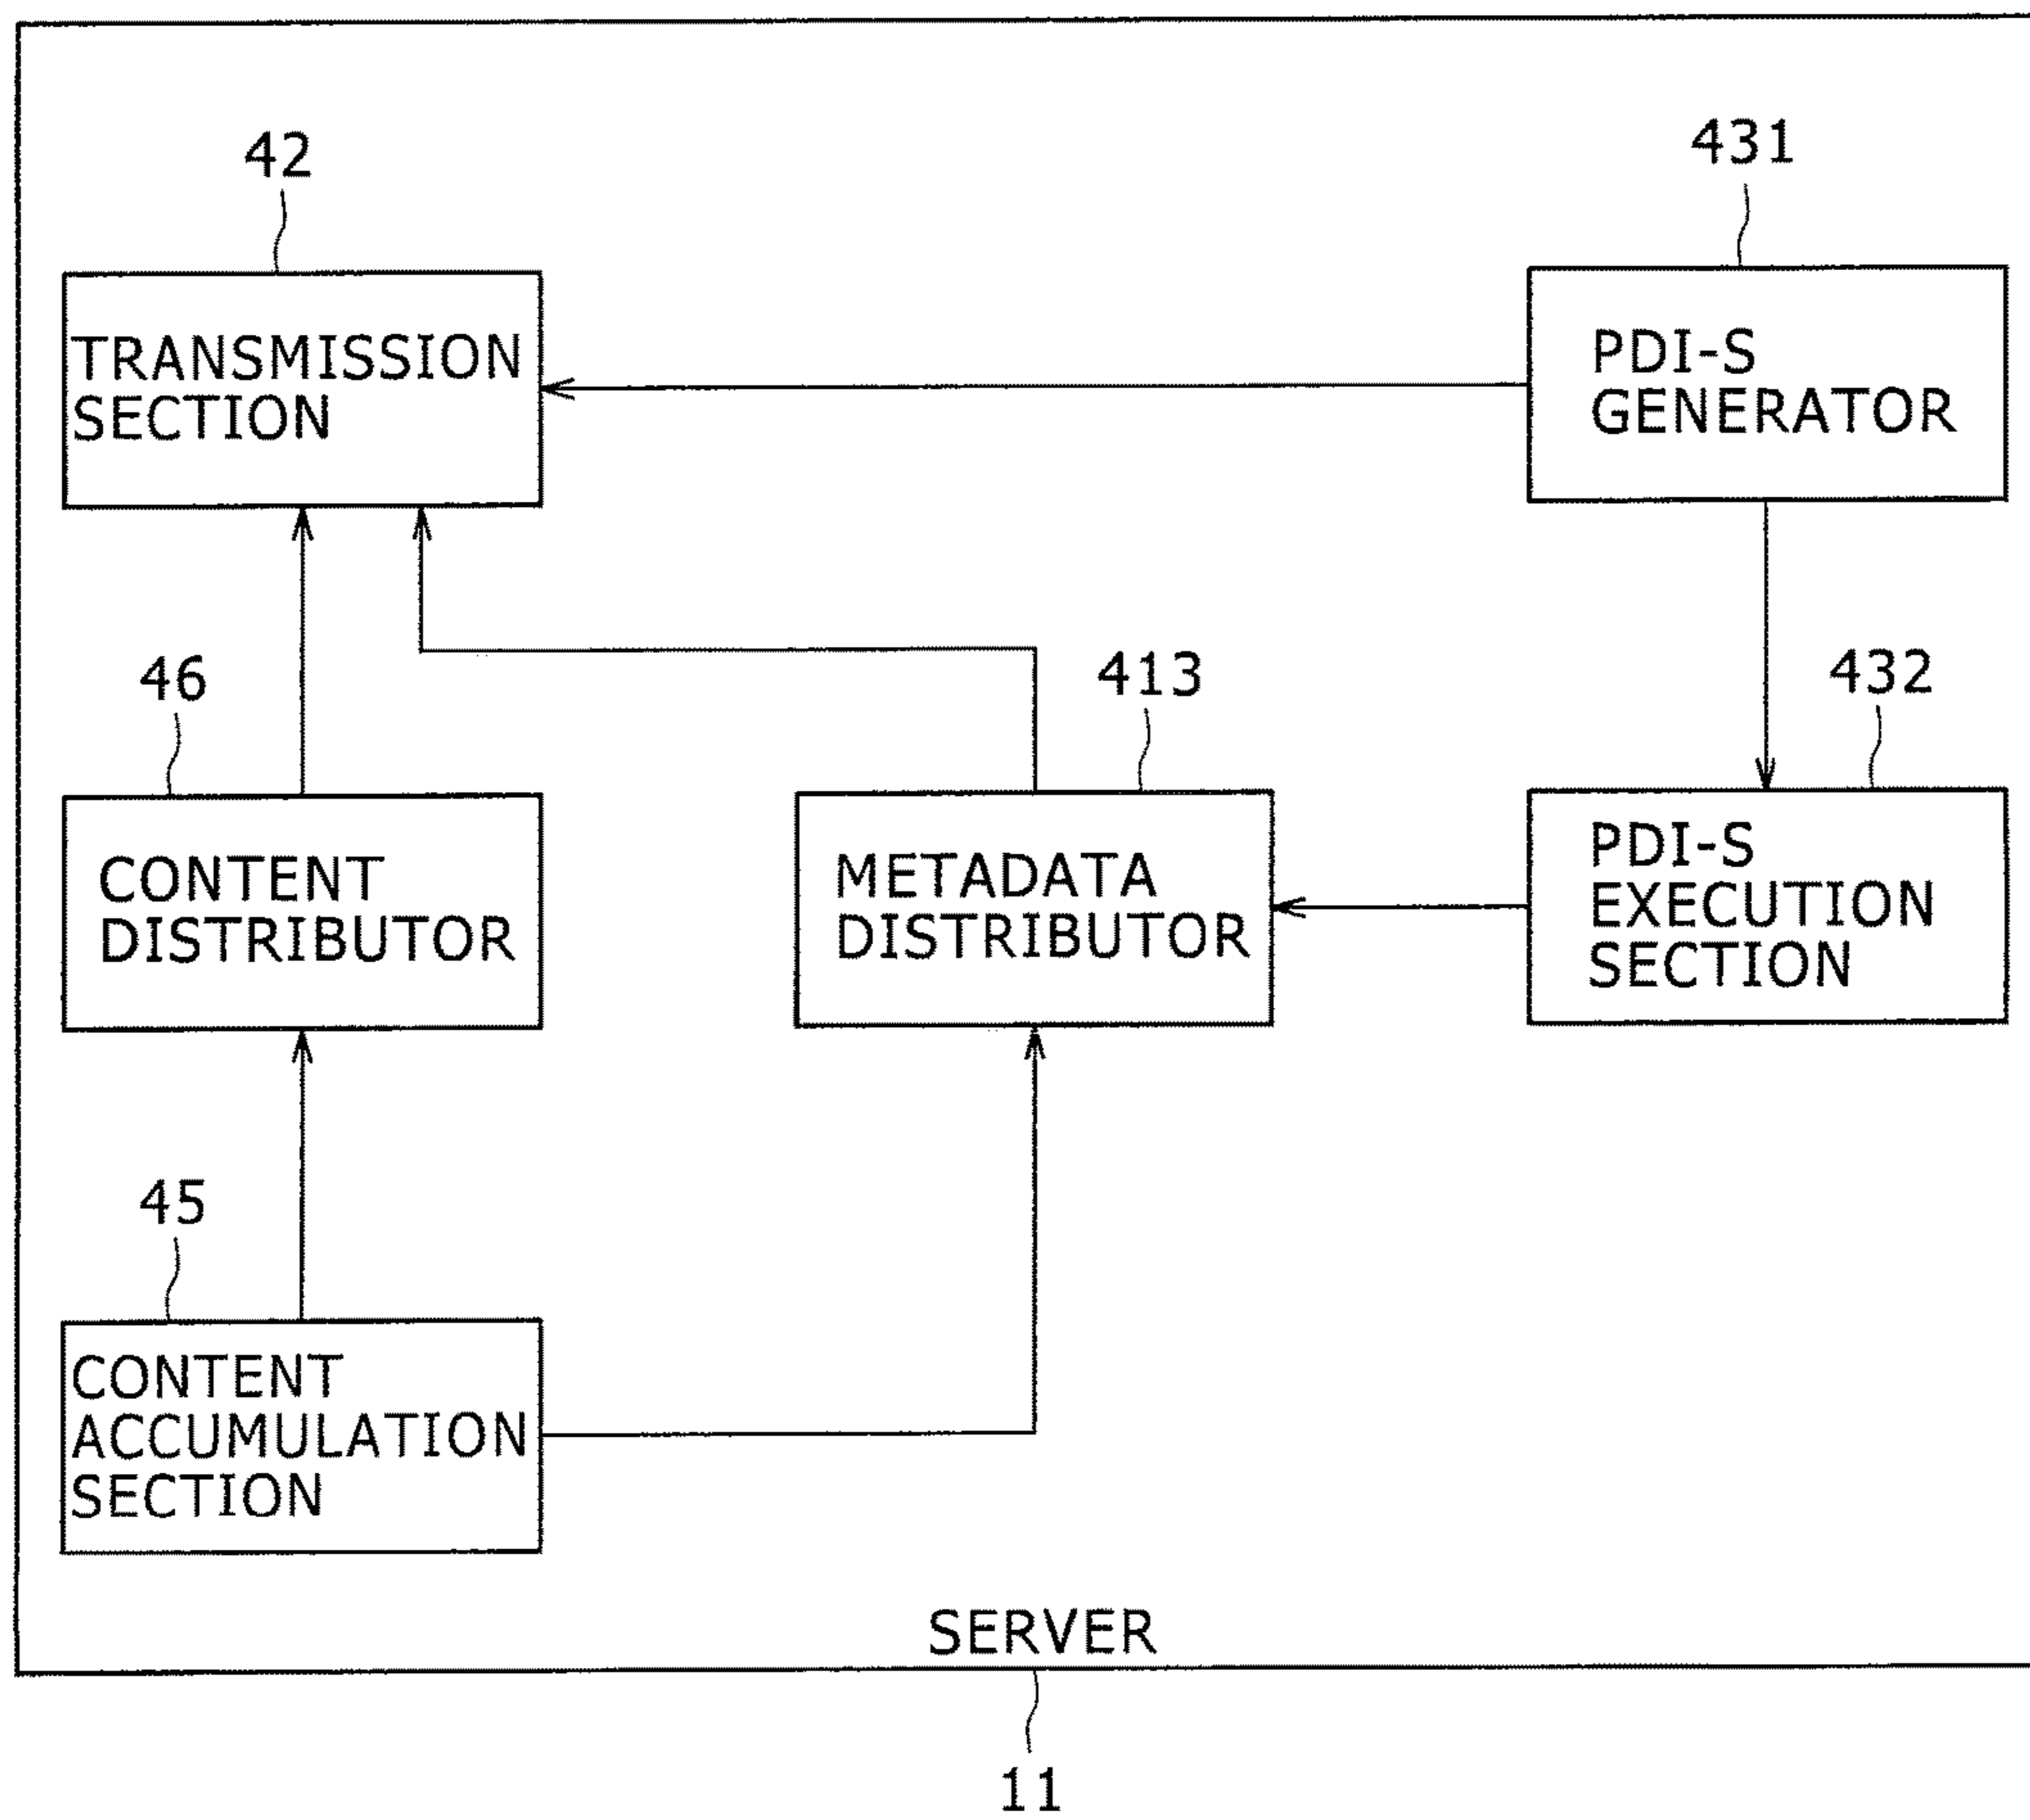 42
431
TRANSMISSION
SECTION
PDI-S
GENERATOR
46
413
432
CONTENT
DISTRIBUTOR
METADATA
DISTRIBUTOR
PDI-S
EXECUTION
SECTION
45
CONTENT
ACCUMULATION
SECTION
SERVER
11